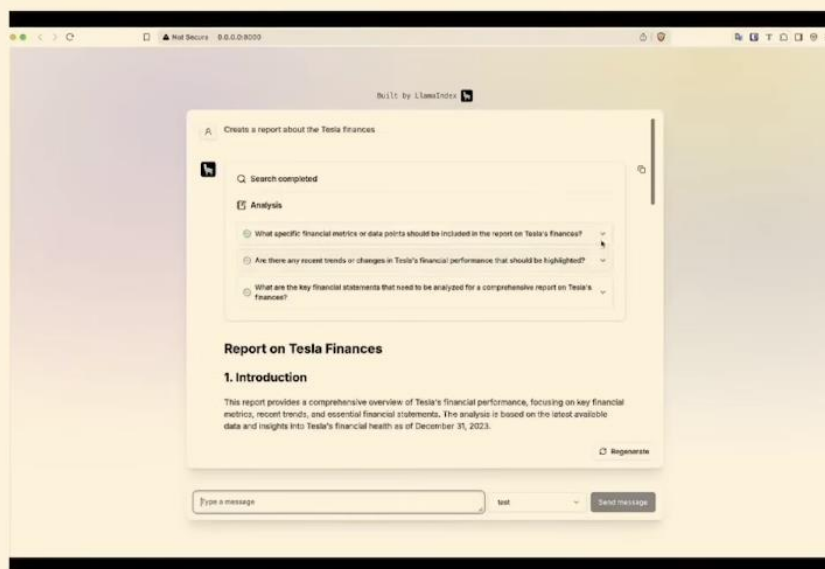 Not Secure 0.0.0.0:8000
Built by LlamaIndex
Create a report about the Tesla finances
Search completed
Analysis
What specific financial metrics or data points should be included in the report on Tesla's finances?
Are there any recent trends or changes in Tesla's financial performance that should be highlighted?
What are the key financial statements that need to be analyzed for a comprehensive report on Tesla's
finances?
Report on Tesla Finances
1. Introduction
This report provides a comprehensive overview of Tesla's financial performance, focusing on key financial
metrics, recent trends, and essential financial statements. The analysis is based on the latest available
data and insights into Tesla's financial health as of December 31, 2023.
Regenerate
Type a message
test
Send message